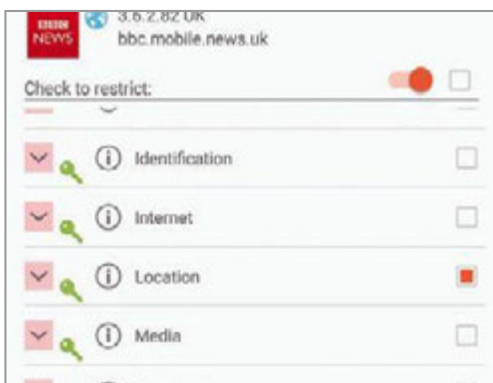 BBC
NEWS
3.6.2.82 UK
bbc.mobile.news.uk
Check to restrict:
Identification
Internet
Location
Media